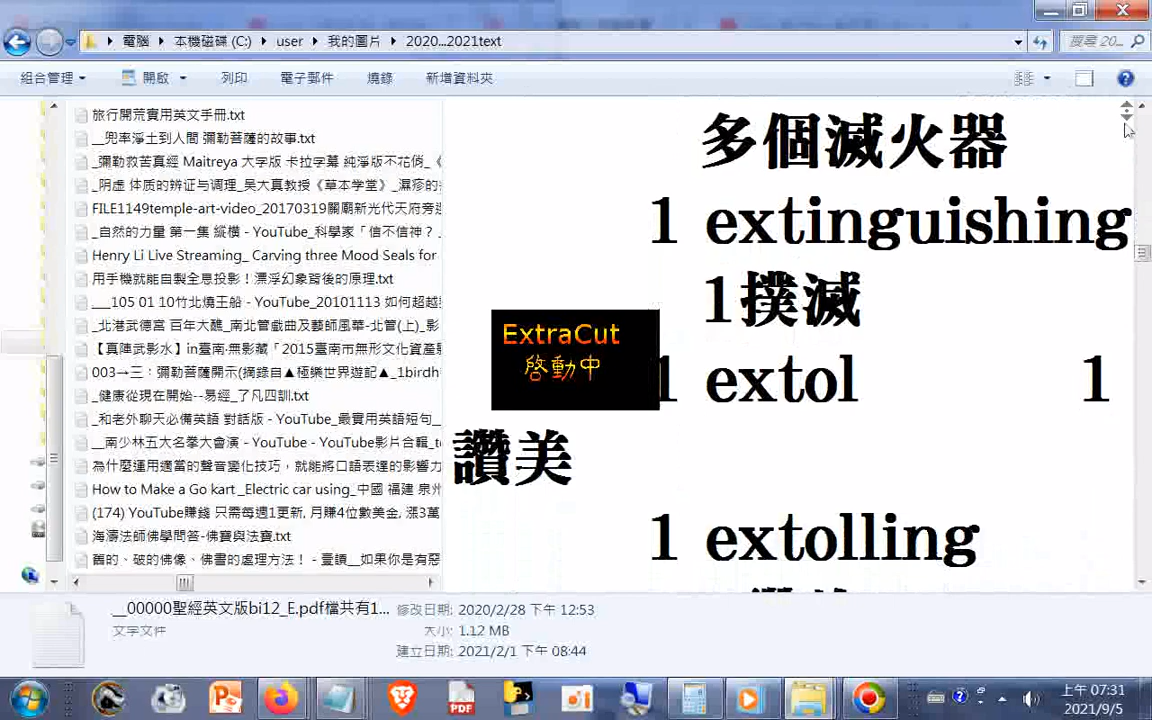 電腦 ▸ 本機磁碟 (C:) ▸ user ▸ 我的圖片 ▸ 2020...2021text
搜尋 20...
組合管理 開啟 列印 電子郵件 燒錄 新增資料夾
旅行開荒實用英文手冊.txt
__兜率淨土到人間 彌勒菩薩的故事.txt
_彌勒救苦真經 Maitreya 大字版 卡拉字幕 純淨版不花俏_《
_阴虚 体质的辨证与调理_吴大真教授《草本学堂》_濕疹的
FILE1149temple-art-video_20170319關廟新光代天府旁
_自然的力量 第一集 縱橫 - YouTube_科學家「信不信神？」
Henry Li Live Streaming_ Carving three Mood Seals for
用手機就能自製全息投影！漂浮幻象背後的原理.txt
___105 01 10竹北燒王船 - YouTube_20101113 如何超越
_北港武德宮 百年大醮_南北管戲曲及藝師風華-北管(上)_影
【真陣武影水】in臺南·無影藏「2015臺南市無形文化資產
003→三：彌勒菩薩開示(摘錄自▲極樂世界遊記▲_1birdh
_健康從現在開始--易經_了凡四訓.txt
_和老外聊天必備英語 對話版 - YouTube_最實用英語短句_
__南少林五大名拳大會演 - YouTube - YouTube影片合輯_t
為什麼運用適當的聲音變化技巧，就能將口語表達的影響力
How to Make a Go kart _Electric car using_中國 福建 泉州
(174) YouTube賺錢 只需每週1更新, 月賺4位數美金, 漲3萬
海濤法師佛學問答-佛寶與法寶.txt
舊的、破的佛像、佛書的處理方法！ - 壹讀__如果你是有惡
多個滅火器
1 extinguishing
1撲滅
1 extol 1
讚美
1 extolling
ExtraCut
啓動中
__00000聖經英文版bi12_E.pdf檔共有1...
文字文件
修改日期: 2020/2/28 下午 12:53
大小: 1.12 MB
建立日期: 2021/2/1 下午 08:44
PDF
上午 07:31
2021/9/5